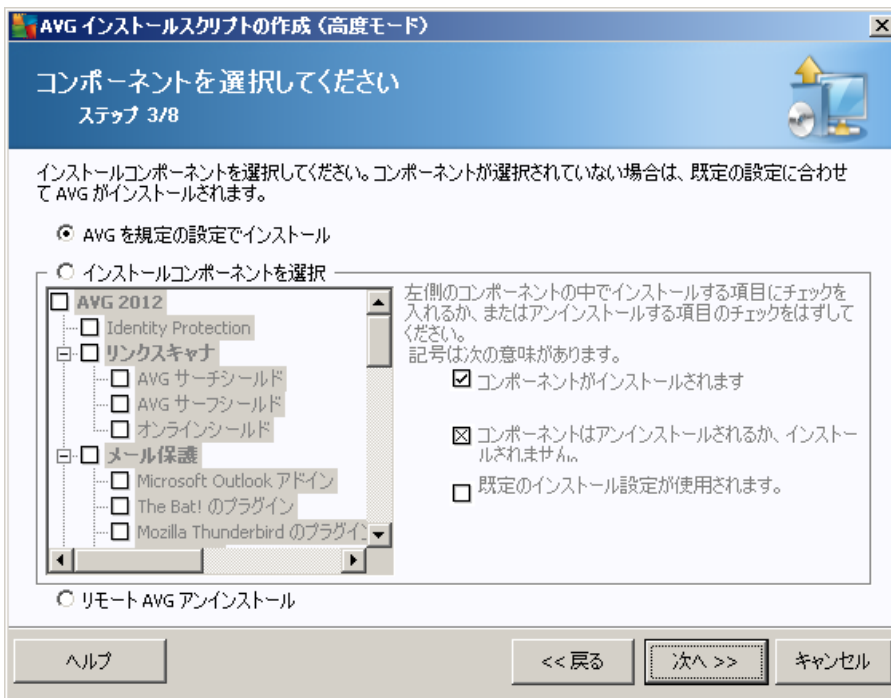 AVG インストールスクリプトの作成 (高度モード)
コンポーネントを選択してください
ステップ 3/8
インストールコンポーネントを選択してください。コンポーネントが選択されていない場合は、既定の設定に合わせ
て AVG がインストールされます。
AVG を規定の設定でインストール
インストールコンポーネントを選択
AVG 2012
Identity Protection
リンクスキャナ
AVG サーチシールド
AVG サーフシールド
オンラインシールド
メール保護
Microsoft Outlook アドイン
The Bat! のプラグイン
Mozilla Thunderbird のプラグイン
左側のコンポーネントの中でインストールする項目にチェックを
入れるか、またはアンインストールする項目のチェックをはずして
ください。
記号は次の意味があります。
コンポーネントがインストールされます
コンポーネントはアンインストールされるか、インストー
ルされません。
既定のインストール設定が使用されます。
リモート AVG アンインストール
ヘルプ
<< 戻る
次へ >>
キャンセル